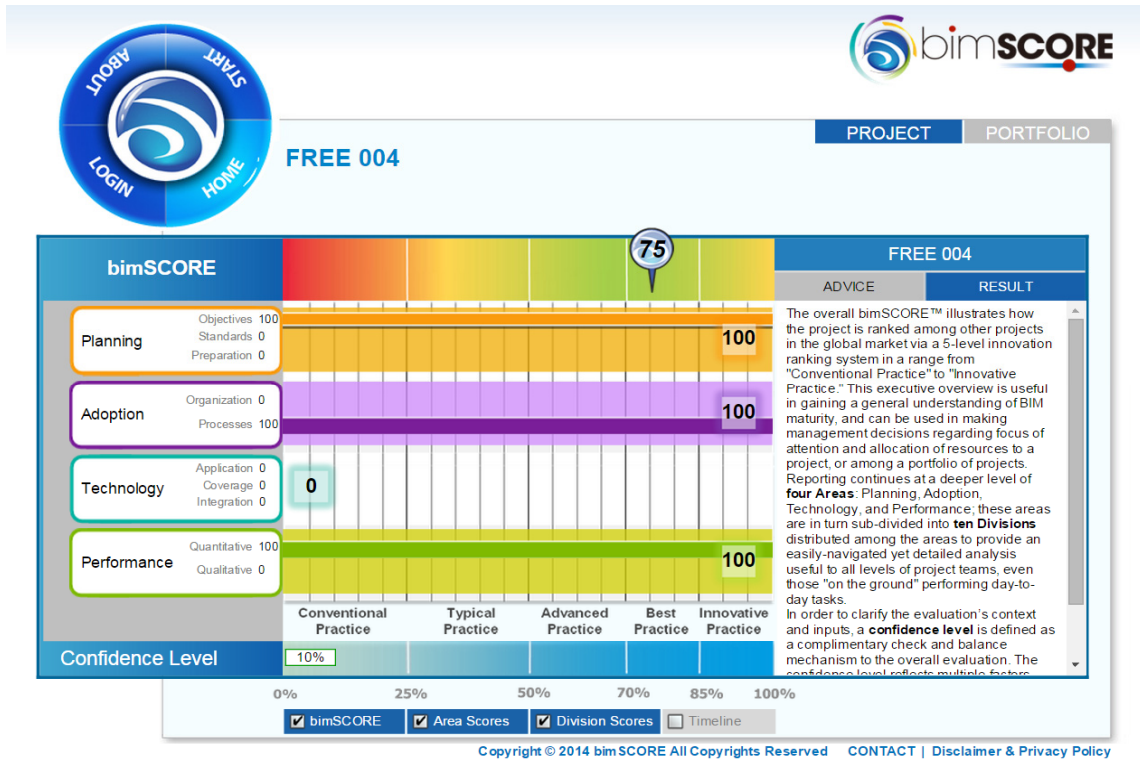 ABOUT
START
LOGIN
HOME
bimSCORE
PROJECT
PORTFOLIO
FREE 004
bimSCORE
75
FREE 004
ADVICE
RESULT
Planning
Objectives 100
Standards 0
Preparation 0
100
Adoption
Organization 0
Processes 100
100
Technology
Application 0
Coverage 0
Integration 0
0
Performance
Quantitative 100
Qualitative 0
100
Conventional Practice
Typical Practice
Advanced Practice
Best Practice
Innovative Practice
The overall bimSCORE™ illustrates how
the project is ranked among other projects
in the global market via a 5-level innovation
ranking system in a range from
"Conventional Practice" to "Innovative
Practice." This executive overview is useful
in gaining a general understanding of BIM
maturity, and can be used in making
management decisions regarding focus of
attention and allocation of resources to a
project, or among a portfolio of projects.
Reporting continues at a deeper level of
four Areas: Planning, Adoption,
Technology, and Performance; these areas
are in turn sub-divided into ten Divisions
distributed among the areas to provide an
easily-navigated yet detailed analysis
useful to all levels of project teams, even
those "on the ground" performing day-to-
day tasks.
In order to clarify the evaluation's context
and inputs, a confidence level is defined as
a complimentary check and balance
mechanism to the overall evaluation. The
confidence level reflects multiple factors
Confidence Level
10%
0% 25% 50% 70% 85% 100%
bimSCORE
Area Scores
Division Scores
Timeline
Copyright © 2014 bimSCORE All Copyrights Reserved CONTACT | Disclaimer & Privacy Policy